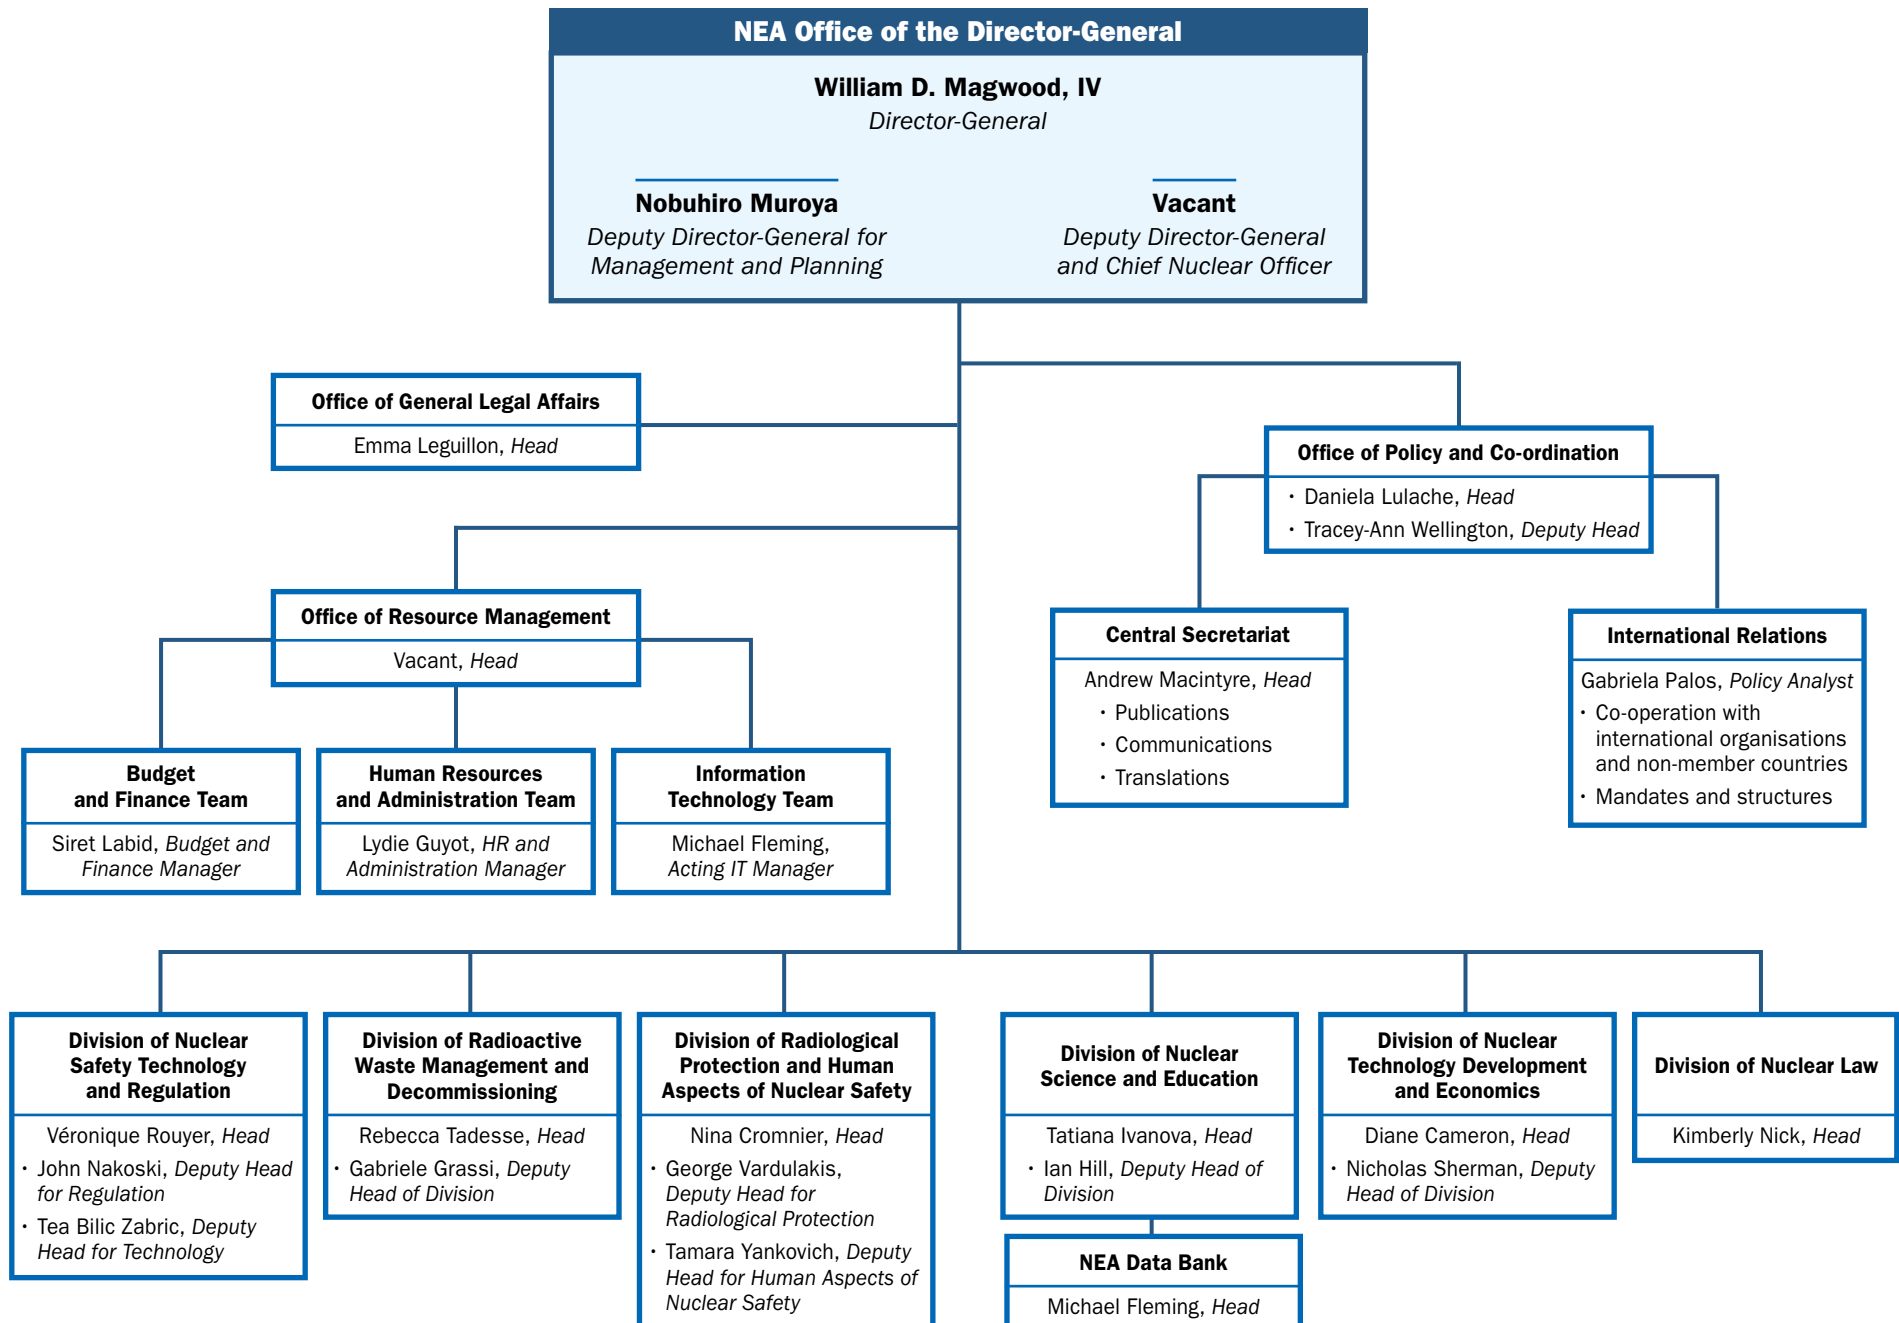 NEA Office of the Director-General
William D. Magwood, IV
Director-General
Nobuhiro Muroya
Deputy Director-General for
Management and Planning
Vacant
Deputy Director-General
and Chief Nuclear Officer
Office of General Legal Affairs
Emma Leguillon, Head
Office of Policy and Co-ordination
• Daniela Lulache, Head
• Tracey-Ann Wellington, Deputy Head
Office of Resource Management
Vacant, Head
Central Secretariat
Andrew Macintyre, Head
• Publications
• Communications
• Translations
International Relations
Gabriela Palos, Policy Analyst
• Co-operation with
international organisations
and non-member countries
• Mandates and structures
Budget
and Finance Team
Siret Labid, Budget and
Finance Manager
Human Resources
and Administration Team
Lydie Guyot, HR and
Administration Manager
Information
Technology Team
Michael Fleming,
Acting IT Manager
Division of Nuclear
Safety Technology
and Regulation
Véronique Rouyer, Head
• John Nakoski, Deputy Head
for Regulation
• Tea Bilic Zabric, Deputy
Head for Technology
Division of Radioactive
Waste Management and
Decommissioning
Rebecca Tadesse, Head
• Gabriele Grassi, Deputy
Head of Division
Division of Radiological
Protection and Human
Aspects of Nuclear Safety
Nina Cromnier, Head
• George Vardulakis,
Deputy Head for
Radiological Protection
• Tamara Yankovich, Deputy
Head for Human Aspects of
Nuclear Safety
Division of Nuclear
Science and Education
Tatiana Ivanova, Head
• Ian Hill, Deputy Head of
Division
NEA Data Bank
Michael Fleming, Head
Division of Nuclear
Technology Development
and Economics
Diane Cameron, Head
• Nicholas Sherman, Deputy
Head of Division
Division of Nuclear Law
Kimberly Nick, Head